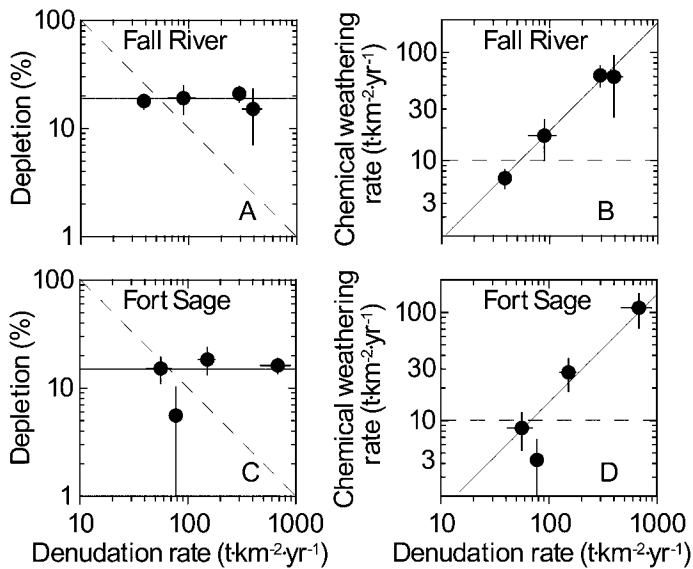 100
10
1
Depletion (%)
Fall River
A
100
30
10
3
Chemical weathering
rate (t·km-2·yr-1)
Fall River
B
100
10
1
Depletion (%)
Fort Sage
C
10
100
1000
Denudation rate (t·km-2·yr-1)
100
30
10
3
Chemical weathering
rate (t·km-2·yr-1)
Fort Sage
D
10
100
1000
Denudation rate (t·km-2·yr-1)